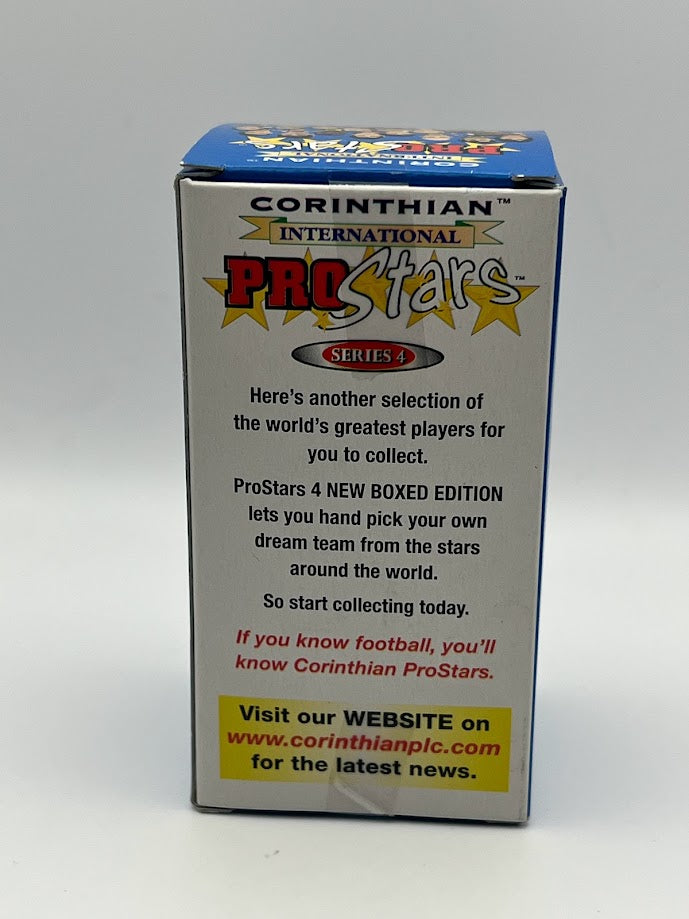 CORINTHIAN™
INTERNATIONAL
PROStars™
CORINTHIAN™
INTERNATIONAL
PROStars™
SERIES 4
Here's another selection of
the world's greatest players for
you to collect.
ProStars 4 NEW BOXED EDITION
lets you hand pick your own
dream team from the stars
around the world.
So start collecting today.
If you know football, you'll
know Corinthian ProStars.
Visit our WEBSITE on
www.corinthianplc.com
for the latest news.